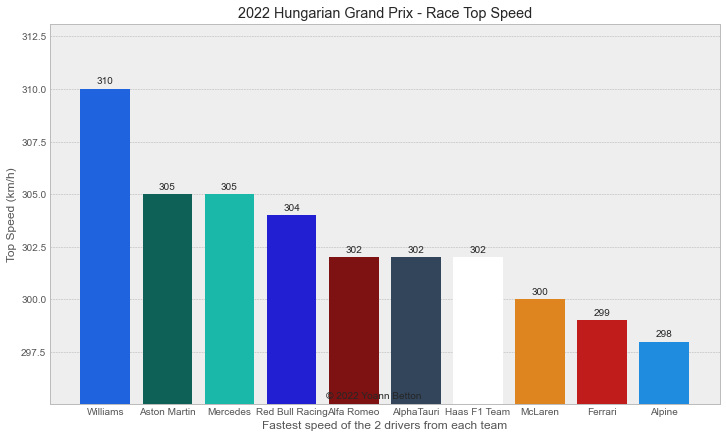 2022 Hungarian Grand Prix - Race Top Speed
Top Speed (km/h)
312.5
310.0
307.5
305.0
302.5
300.0
297.5
310
305
305
304
302
302
302
300
299
298
© 2022 Yoann Betton
Williams
Aston Martin
Mercedes
Red Bull Racing
Alfa Romeo
AlphaTauri
Haas F1 Team
McLaren
Ferrari
Alpine
Fastest speed of the 2 drivers from each team